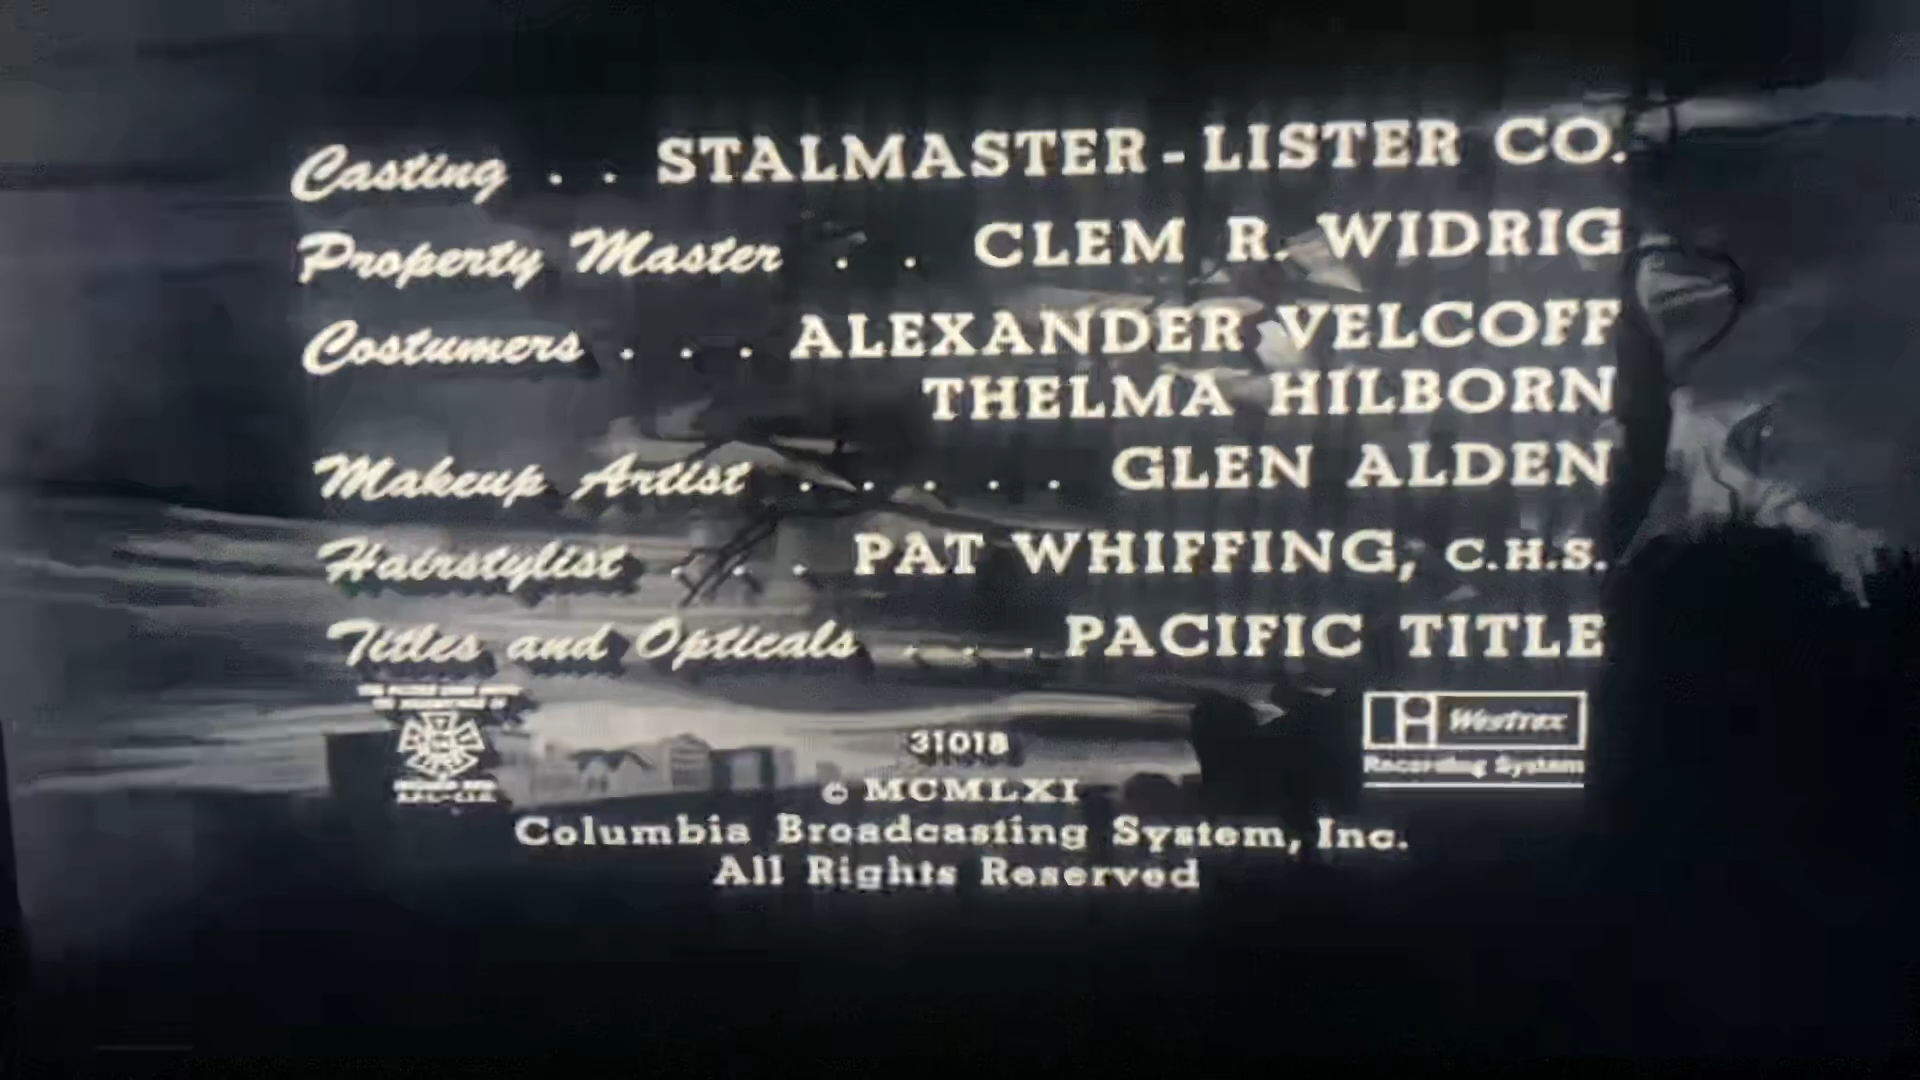 Casting . . STALMASTER - LISTER CO.
Property Master . . CLEM R. WIDRIG
Costumers . . . ALEXANDER VELCOFF
THELMA HILBORN
Makeup Artist . . . . . GLEN ALDEN
Hairstylist . . . PAT WHIFFING, C.H.S.
Titles and Opticals . . . PACIFIC TITLE
Westrex
Recording System
31018
© MCMLXI
Columbia Broadcasting System, Inc.
All Rights Reserved